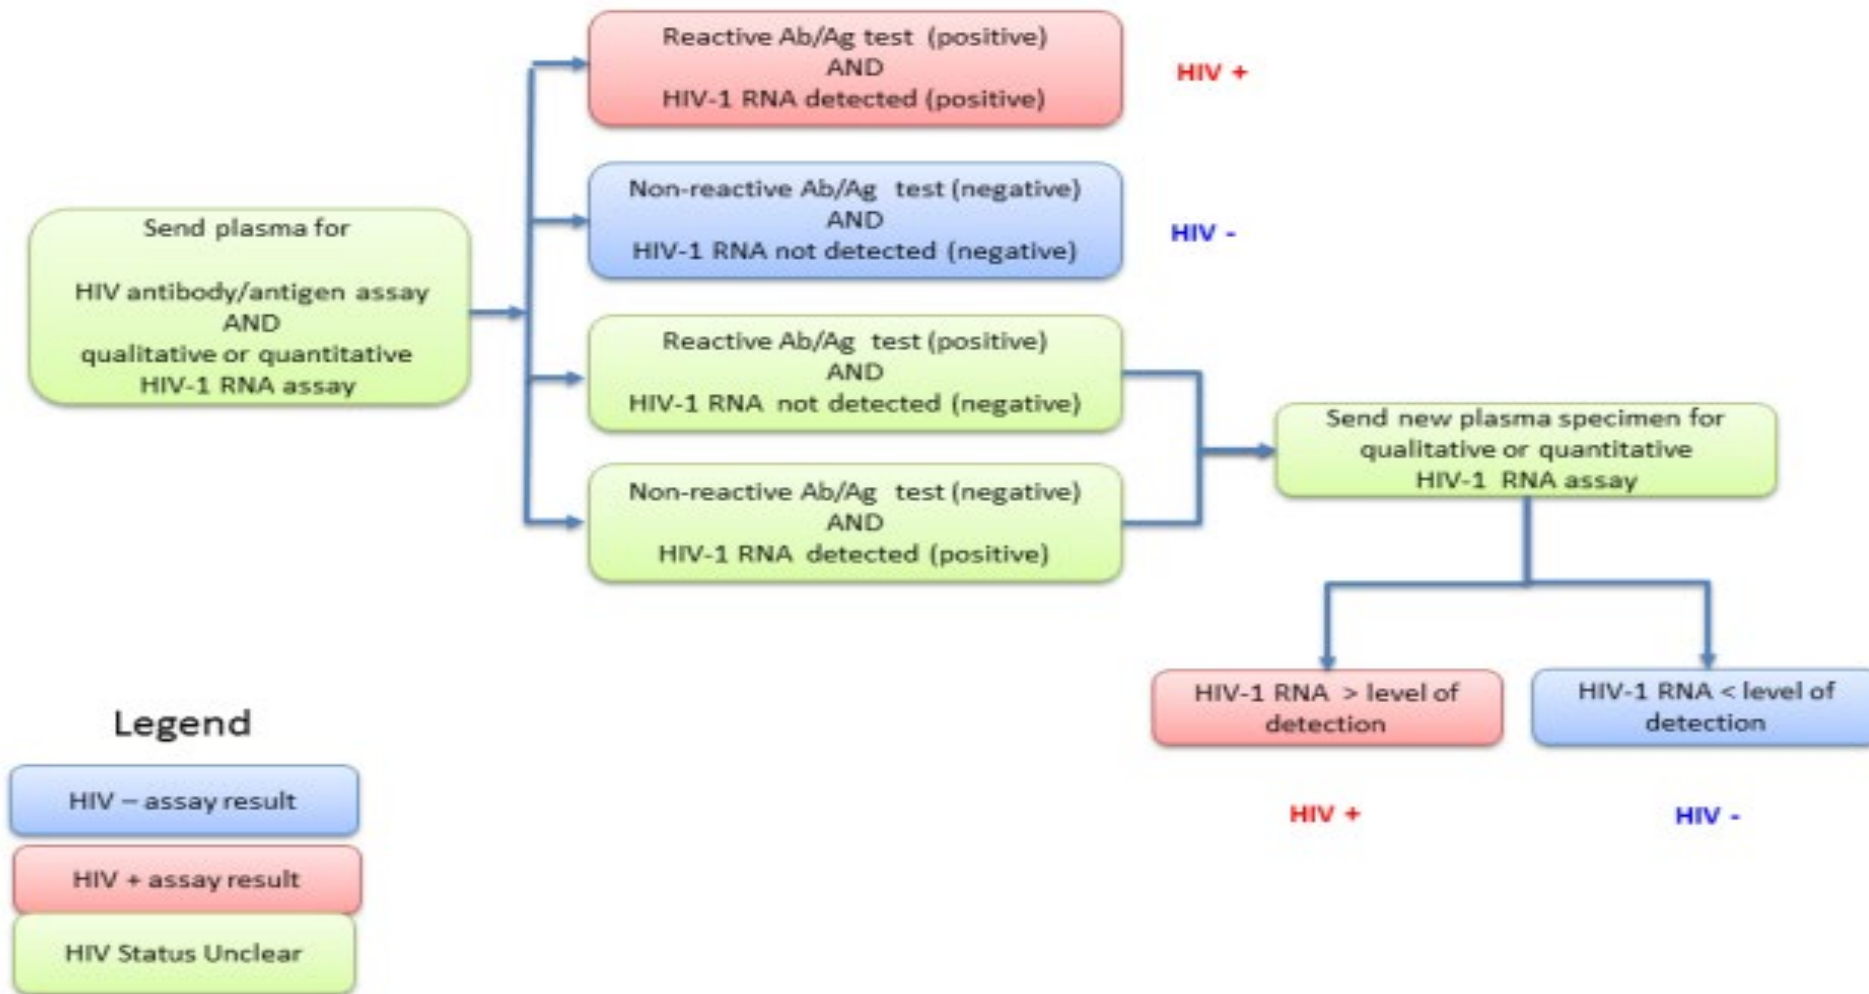 Send plasma for
HIV antibody/antigen assay
AND
qualitative or quantitative
HIV-1 RNA assay
Reactive Ab/Ag test (positive)
AND
HIV-1 RNA detected (positive)
HIV +
Non-reactive Ab/Ag test (negative)
AND
HIV-1 RNA not detected (negative)
HIV -
Reactive Ab/Ag test (positive)
AND
HIV-1 RNA not detected (negative)
Non-reactive Ab/Ag test (negative)
AND
HIV-1 RNA detected (positive)
Send new plasma specimen for
qualitative or quantitative
HIV-1 RNA assay
HIV-1 RNA > level of
detection
HIV +
HIV-1 RNA < level of
detection
HIV -
Legend
HIV – assay result
HIV + assay result
HIV Status Unclear